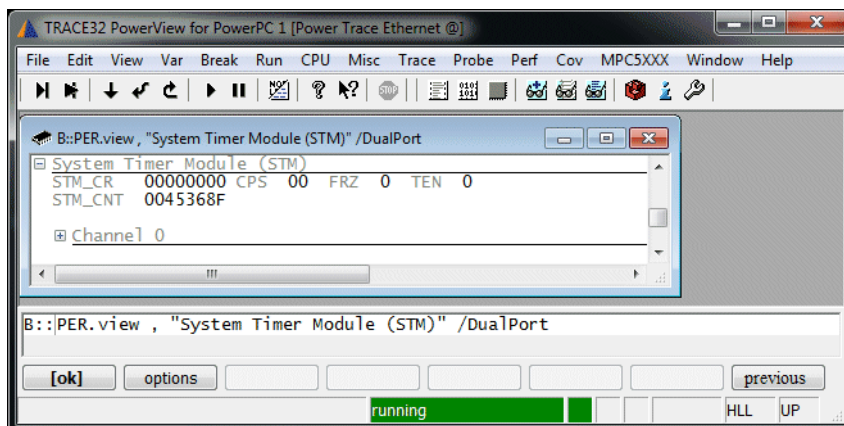 TRACE32 PowerView for PowerPC 1 [Power Trace Ethernet @]
File Edit View Var Break Run CPU Misc Trace Probe Perf Cov MPC5XXX Window Help
B::PER.view , "System Timer Module (STM)" /DualPort
System Timer Module (STM)
STM_CR 00000000 CPS 00 FRZ 0 TEN 0
STM_CNT 0045368F
Channel 0
B::PER.view , "System Timer Module (STM)" /DualPort
[ok] options previous
running HLL UP